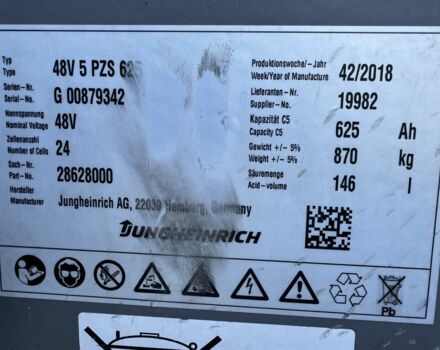 Typ
Type
48V 5 PZS 625
Produktionswoche/- Jahr
Week/Year of Manufacture
42/2018
Serien-Nr.
Serial-No.
G 00879342
Lieferanten-Nr.
Supplier-No.
19982
Nennspannung
Nominal Voltage
48V
Kapazität C5
Capacity C5
625 Ah
Zellenanzahl
Number of Cells
24
Gewicht +/- 5%
Weight +/- 5%
870 kg
Sach-Nr.
Part-No.
28628000
Säuremenge
Acid-volume
146 l
Hersteller
Manufacturer
Jungheinrich AG, 22039 Hamburg, Germany
JUNGHEINRICH
Pb